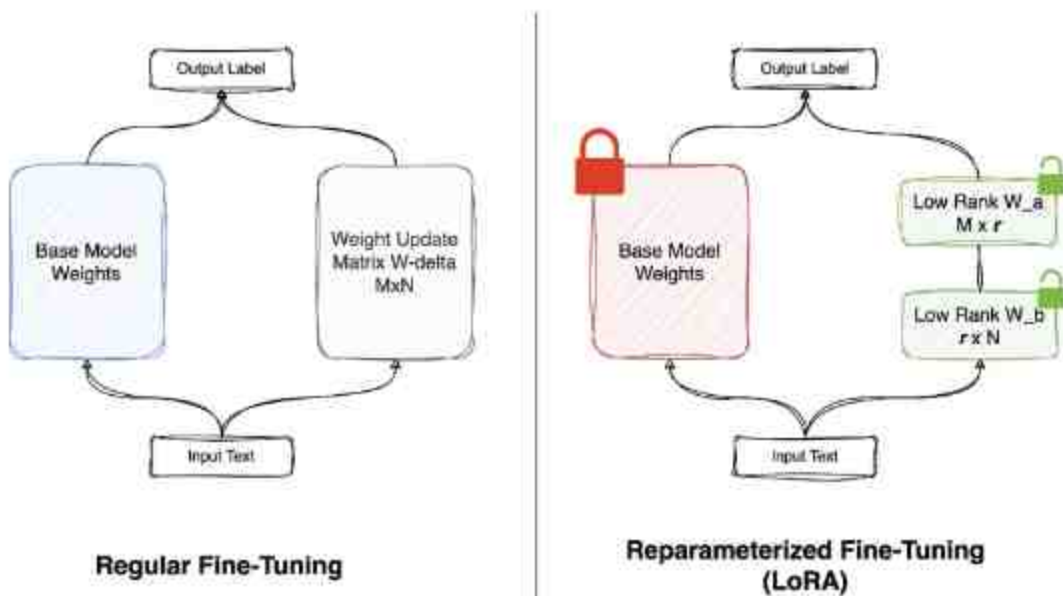 Output Label
Base Model
Weights
Weight Update
Matrix W-delta
MxN
Input Text
Regular Fine-Tuning
Output Label
Base Model
Weights
Low Rank W_a
M x r
Low Rank W_b
r x N
Input Text
Reparameterized Fine-Tuning
(LoRA)